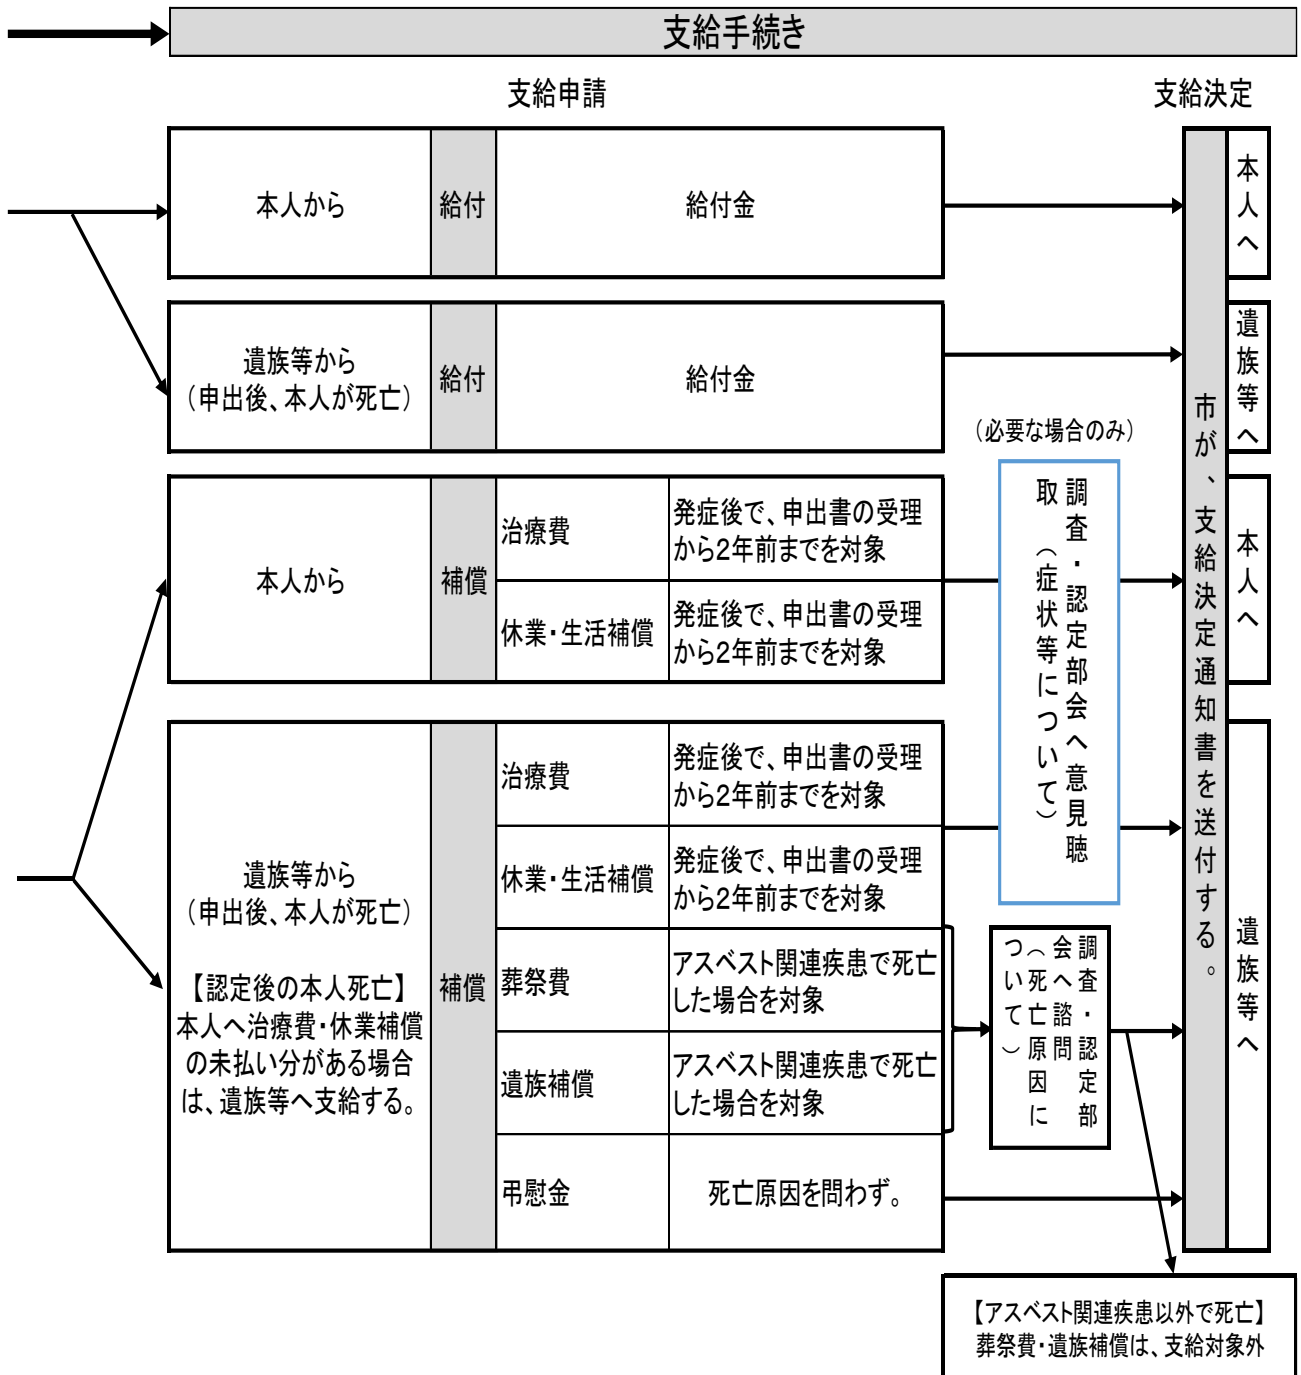 支給手続き
支給申請
支給決定
本人から
給付
給付金
本人へ
遺族等から
（申出後、本人が死亡）
給付
給付金
遺族等へ
（必要な場合のみ）
本人から
補償
治療費
発症後で、申出書の受理
から2年前までを対象
休業・生活補償
発症後で、申出書の受理
から2年前までを対象
調査・認定部会へ意見聴
取（症状等について）
市が、支給決定通知書を送付する。
本人へ
遺族等から
（申出後、本人が死亡）
【認定後の本人死亡】
本人へ治療費・休業補償
の未払い分がある場合
は、遺族等へ支給する。
補償
治療費
発症後で、申出書の受理
から2年前までを対象
休業・生活補償
発症後で、申出書の受理
から2年前までを対象
葬祭費
アスベスト関連疾患で死亡
した場合を対象
遺族補償
アスベスト関連疾患で死亡
した場合を対象
弔慰金
死亡原因を問わず。
調査・認定部
会へ諮問
（死亡原因に
ついて）
遺族等へ
【アスベスト関連疾患以外で死亡】
葬祭費・遺族補償は、支給対象外